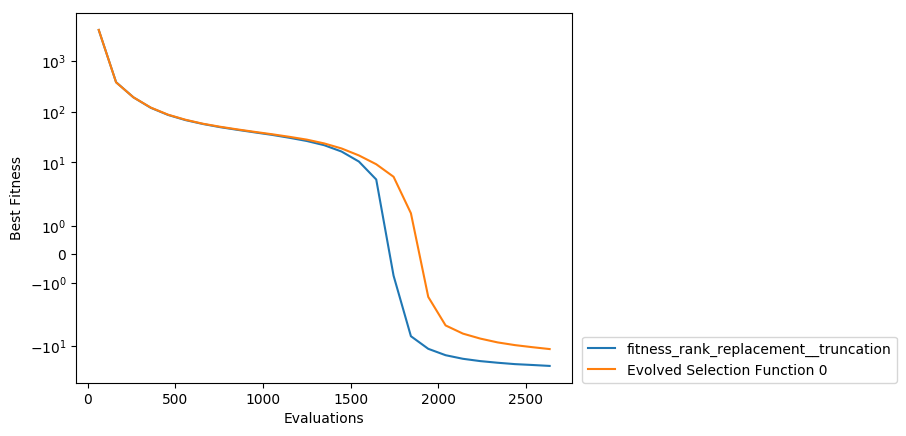 Best Fitness
10³
10²
10¹
10⁰
0
−10⁰
−10¹
0 500 1000 1500 2000 2500
Evaluations
fitness_rank_replacement__truncation
Evolved Selection Function 0